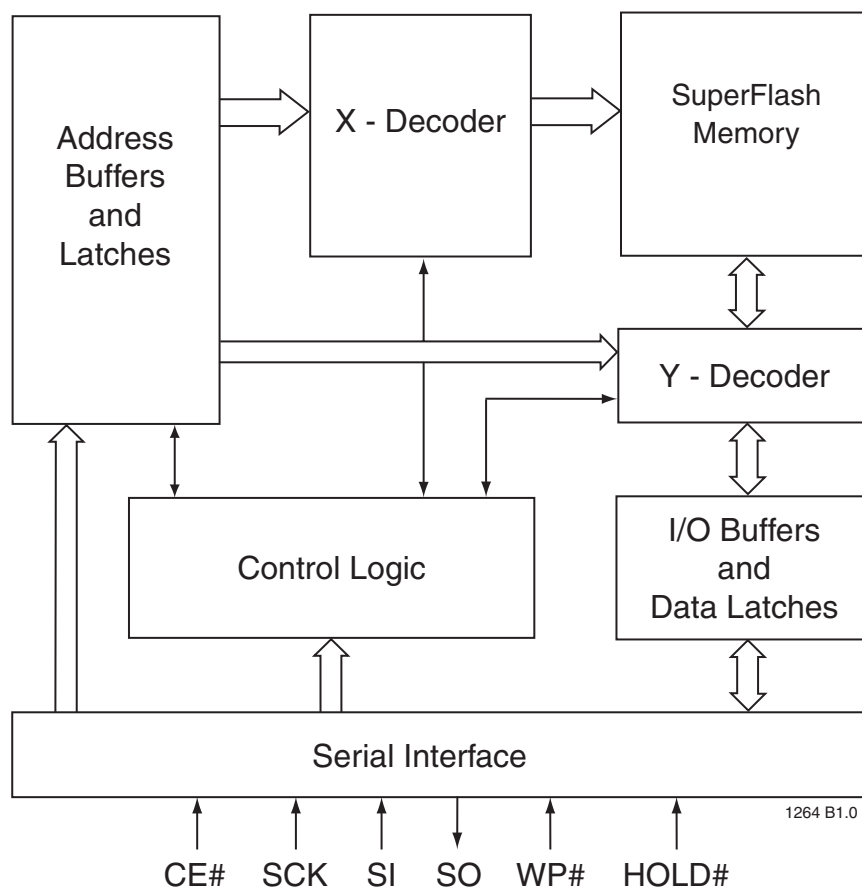 Address
Buffers
and
Latches
X - Decoder
SuperFlash
Memory
Y - Decoder
Control Logic
I/O Buffers
and
Data Latches
Serial Interface
1264 B1.0
CE# SCK SI SO WP# HOLD#